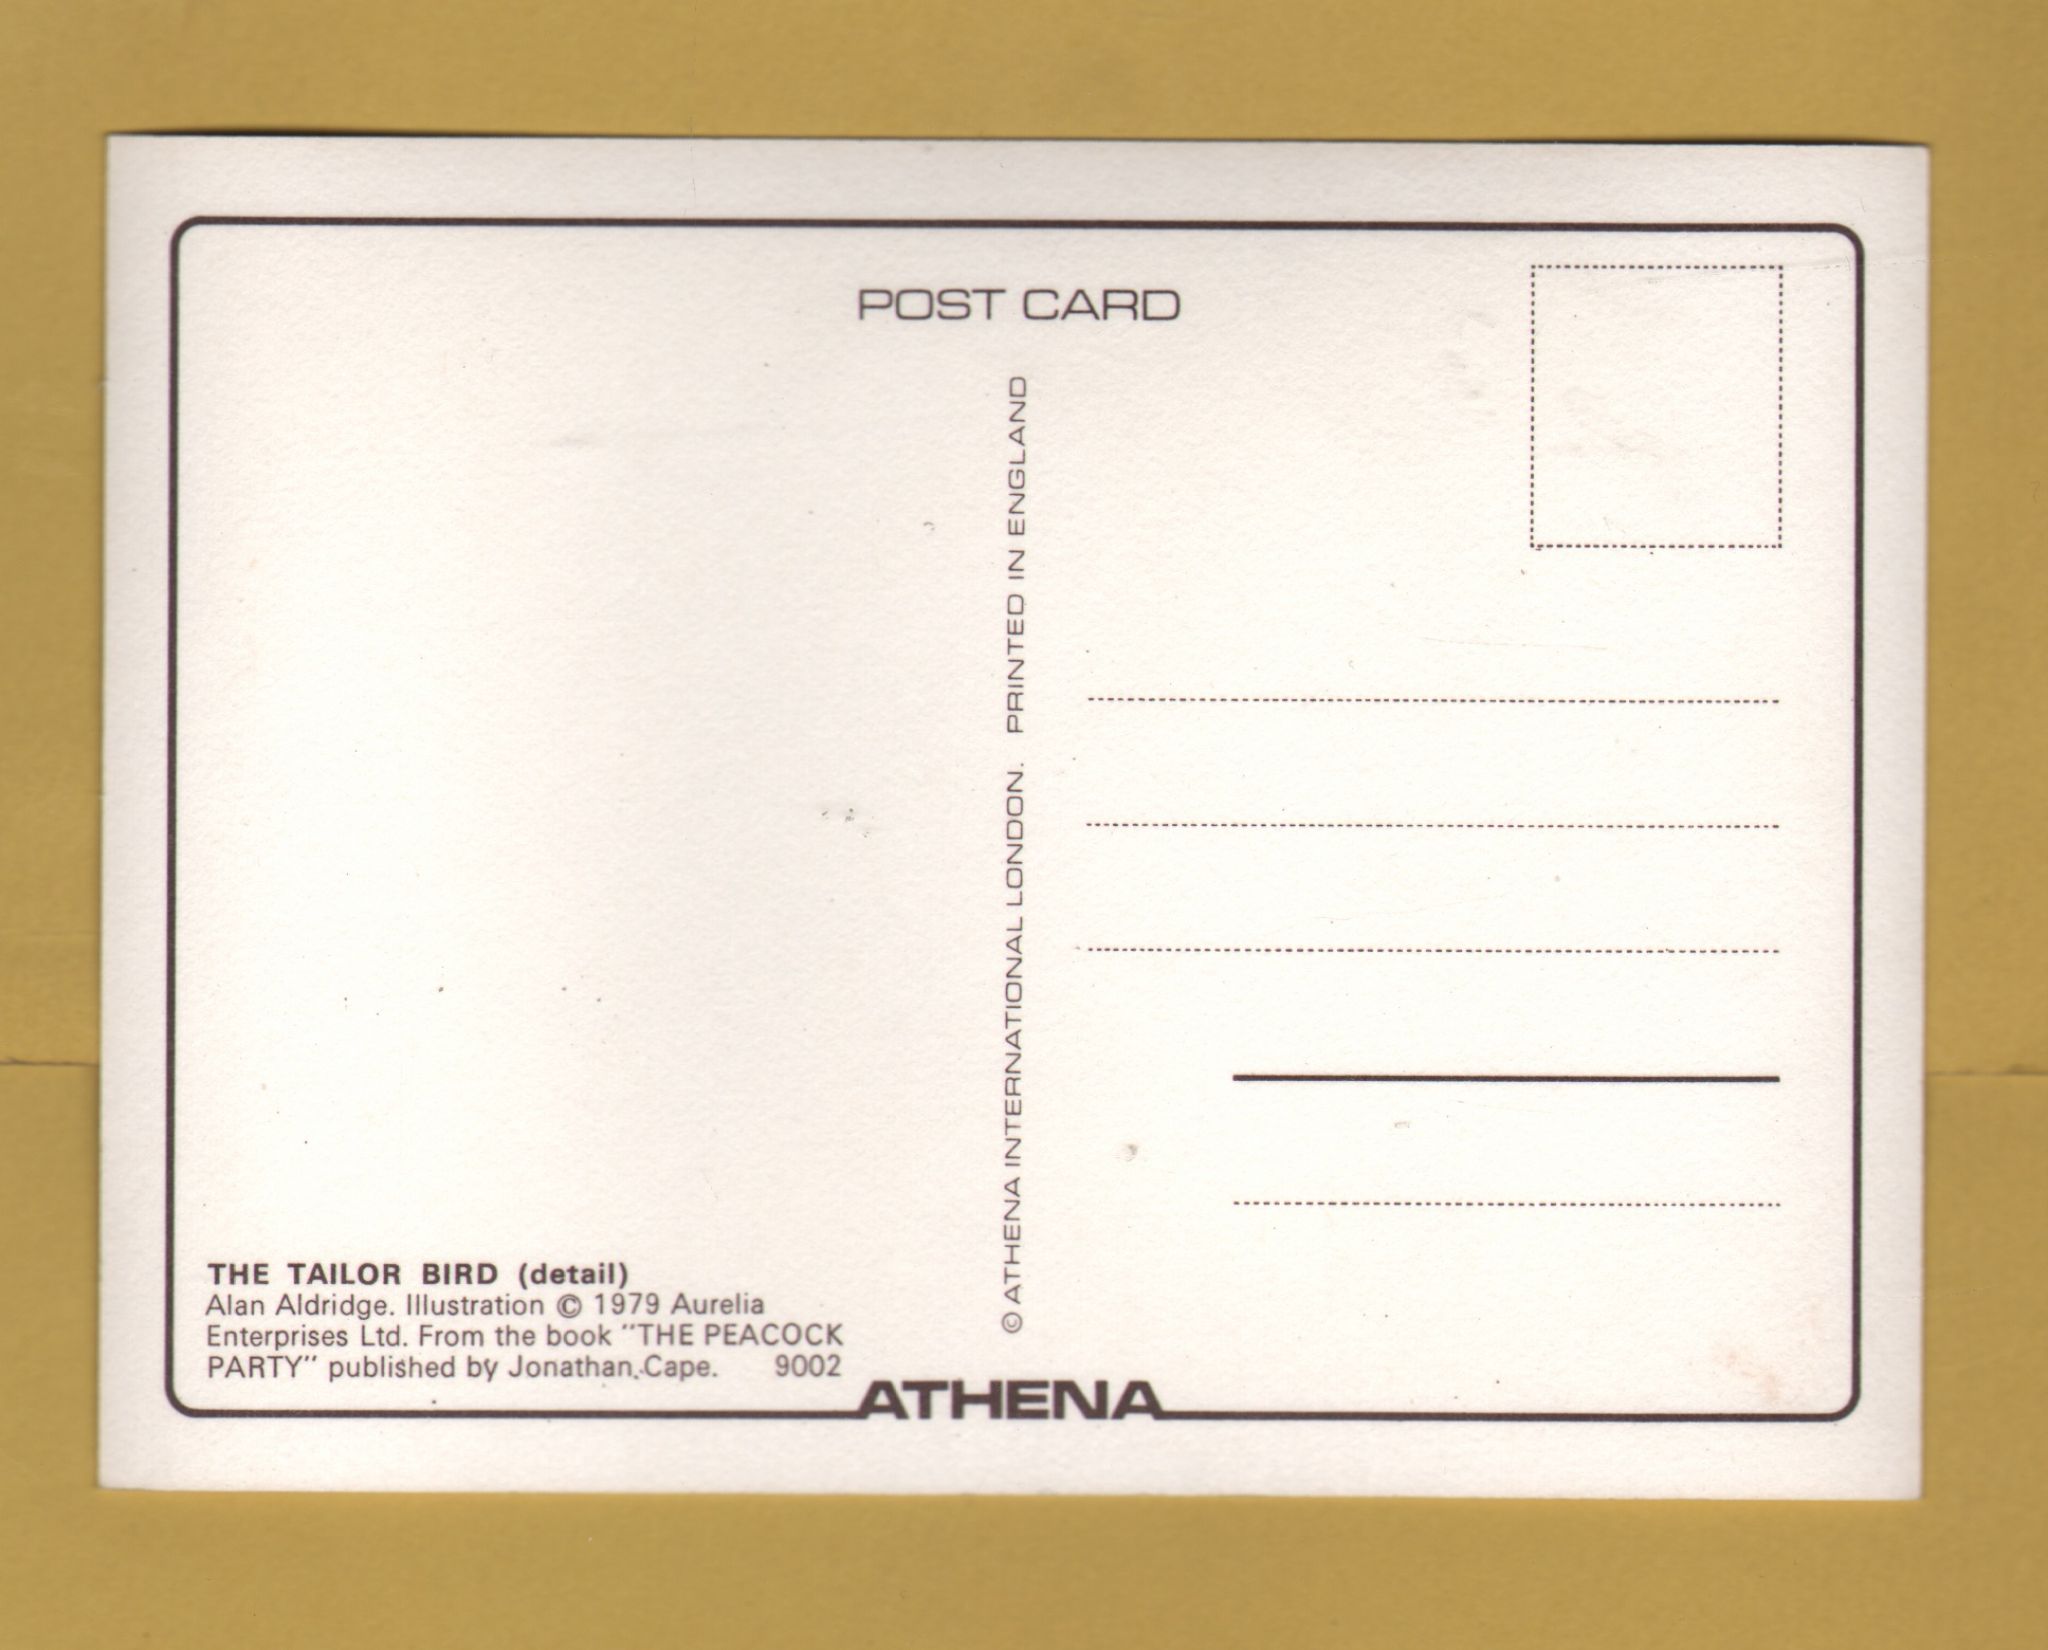 POST CARD
© ATHENA INTERNATIONAL LONDON. PRINTED IN ENGLAND
THE TAILOR BIRD (detail)
Alan Aldridge. Illustration © 1979 Aurelia
Enterprises Ltd. From the book "THE PEACOCK
PARTY" published by Jonathan Cape. 9002
ATHENA